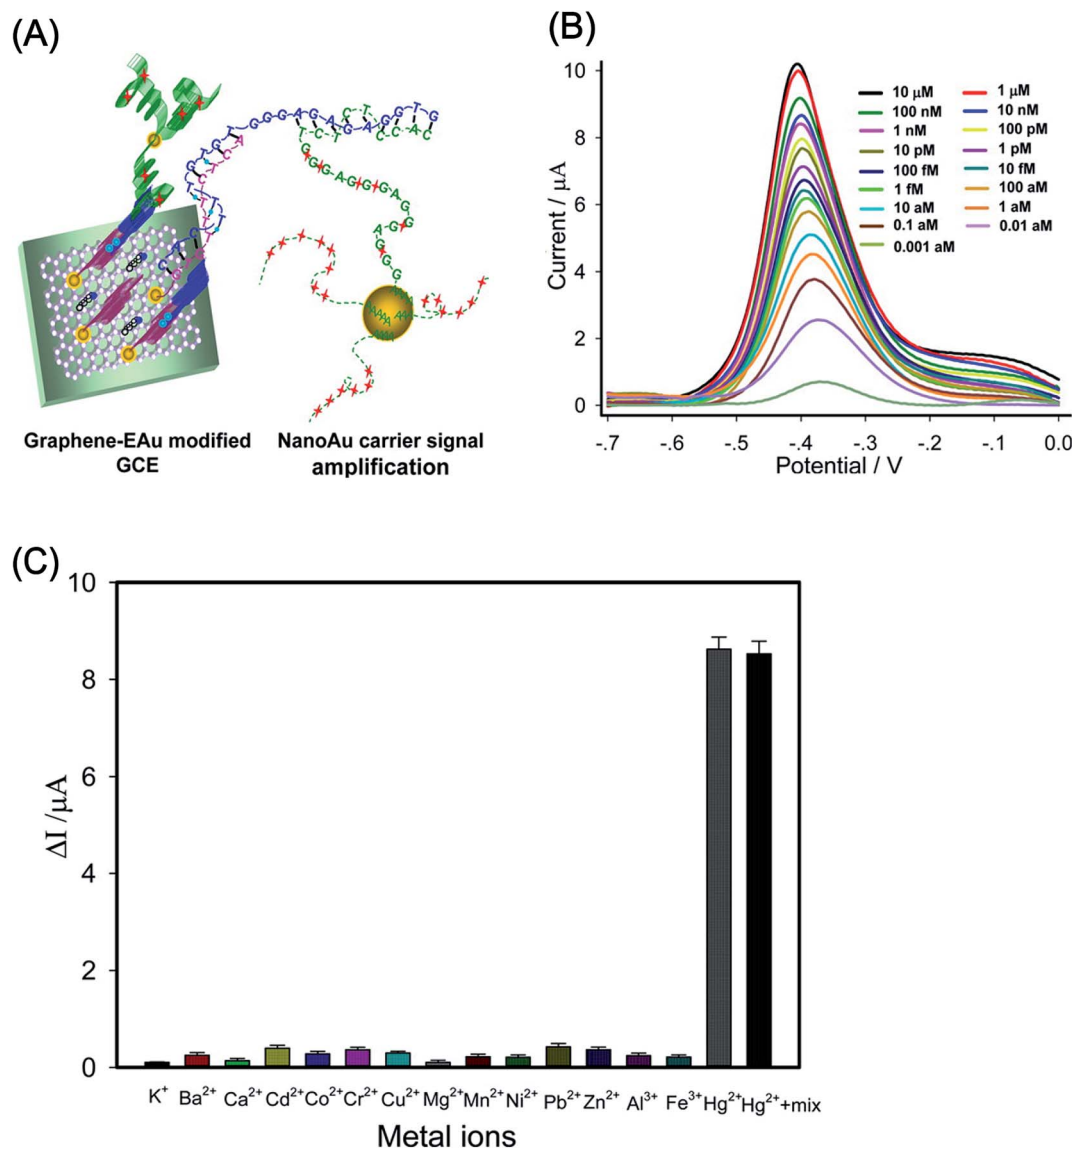 (A)
Graphene-EAu modified
GCE
NanoAu carrier signal
amplification
(B)
10
8
6
4
2
0
Current / µA
10 µM 1 µM
100 nM 10 nM
1 nM 100 pM
10 pM 1 pM
100 fM 10 fM
1 fM 100 aM
10 aM 1 aM
0.1 aM 0.01 aM
0.001 aM
-.7 -.6 -.5 -.4 -.3 -.2 -.1 0.0
Potential / V
(C)
10
8
6
4
2
0
ΔI /µA
K⁺ Ba²⁺ Ca²⁺ Cd²⁺ Co²⁺ Cr²⁺ Cu²⁺ Mg²⁺ Mn²⁺ Ni²⁺ Pb²⁺ Zn²⁺ Al³⁺ Fe³⁺ Hg²⁺ Hg²⁺+mix
Metal ions